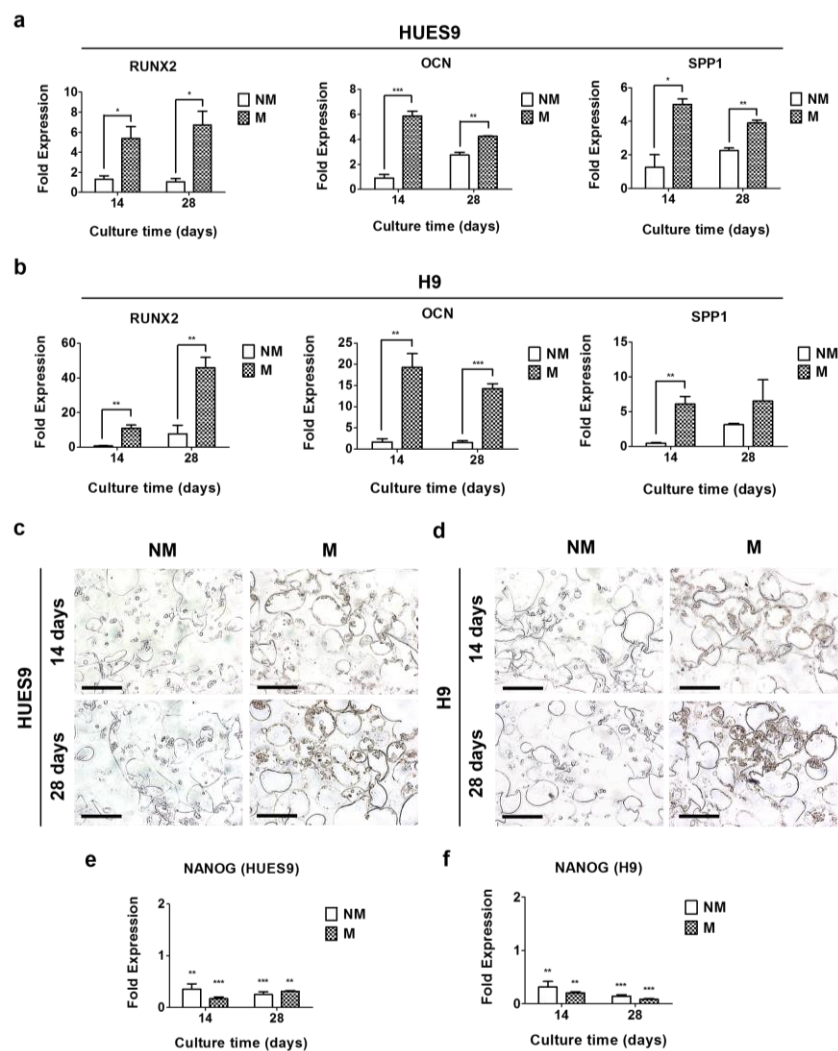 a
HUES9
RUNX2
Fold Expression
10
8
6
4
2
0
*
*
14
28
NM
M
Culture time (days)
OCN
Fold Expression
8
6
4
2
0
***
**
14
28
NM
M
Culture time (days)
SPP1
Fold Expression
6
4
2
0
*
**
14
28
NM
M
Culture time (days)
b
H9
RUNX2
Fold Expression
60
40
20
0
**
**
14
28
NM
M
Culture time (days)
OCN
Fold Expression
25
20
15
10
5
0
**
***
14
28
NM
M
Culture time (days)
SPP1
Fold Expression
15
10
5
0
**
14
28
NM
M
Culture time (days)
c
NM
M
HUES9
14 days
28 days
d
NM
M
H9
14 days
28 days
e
NANOG (HUES9)
Fold Expression
2
1
0
**
***
***
**
14
28
NM
M
Culture time (days)
f
NANOG (H9)
Fold Expression
2
1
0
**
**
***
***
14
28
NM
M
Culture time (days)